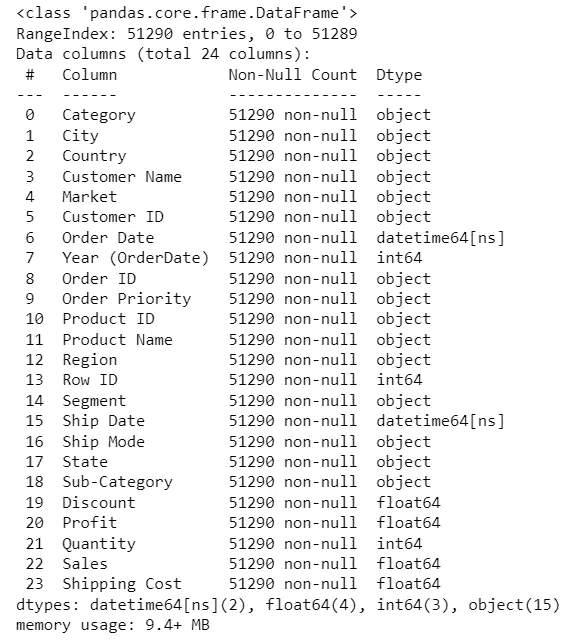 <class 'pandas.core.frame.DataFrame'>
RangeIndex: 51290 entries, 0 to 51289
Data columns (total 24 columns):
 #   Column            Non-Null Count  Dtype
---  ------            --------------  -----
 0   Category          51290 non-null  object
 1   City              51290 non-null  object
 2   Country           51290 non-null  object
 3   Customer Name     51290 non-null  object
 4   Market            51290 non-null  object
 5   Customer ID       51290 non-null  object
 6   Order Date        51290 non-null  datetime64[ns]
 7   Year (OrderDate)  51290 non-null  int64
 8   Order ID          51290 non-null  object
 9   Order Priority    51290 non-null  object
 10  Product ID        51290 non-null  object
 11  Product Name      51290 non-null  object
 12  Region            51290 non-null  object
 13  Row ID            51290 non-null  int64
 14  Segment           51290 non-null  object
 15  Ship Date         51290 non-null  datetime64[ns]
 16  Ship Mode         51290 non-null  object
 17  State             51290 non-null  object
 18  Sub-Category      51290 non-null  object
 19  Discount          51290 non-null  float64
 20  Profit            51290 non-null  float64
 21  Quantity          51290 non-null  int64
 22  Sales             51290 non-null  float64
 23  Shipping Cost     51290 non-null  float64
dtypes: datetime64[ns](2), float64(4), int64(3), object(15)
memory usage: 9.4+ MB